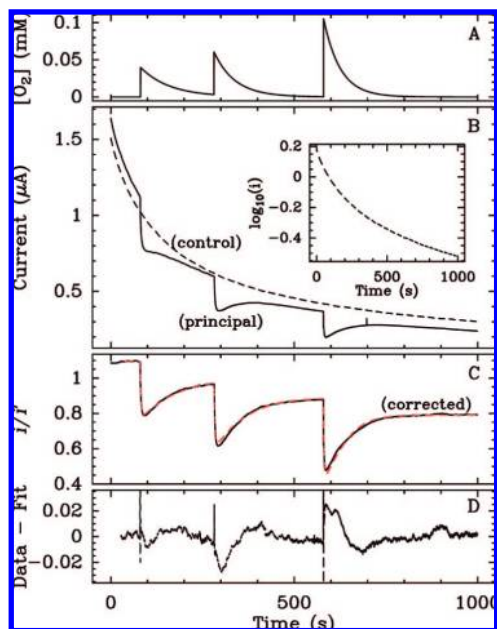 [O₂] (mM)
0.1
0.05
0
A
Current (μA)
1.5
1
0.5
B
(control)
(principal)
log₁₀(i)
0.2
0
−0.2
−0.4
0
500
1000
Time (s)
i/i'
1
0.8
0.6
0.4
C
(corrected)
Data − Fit
0.02
0
−0.02
D
0
500
1000
Time (s)